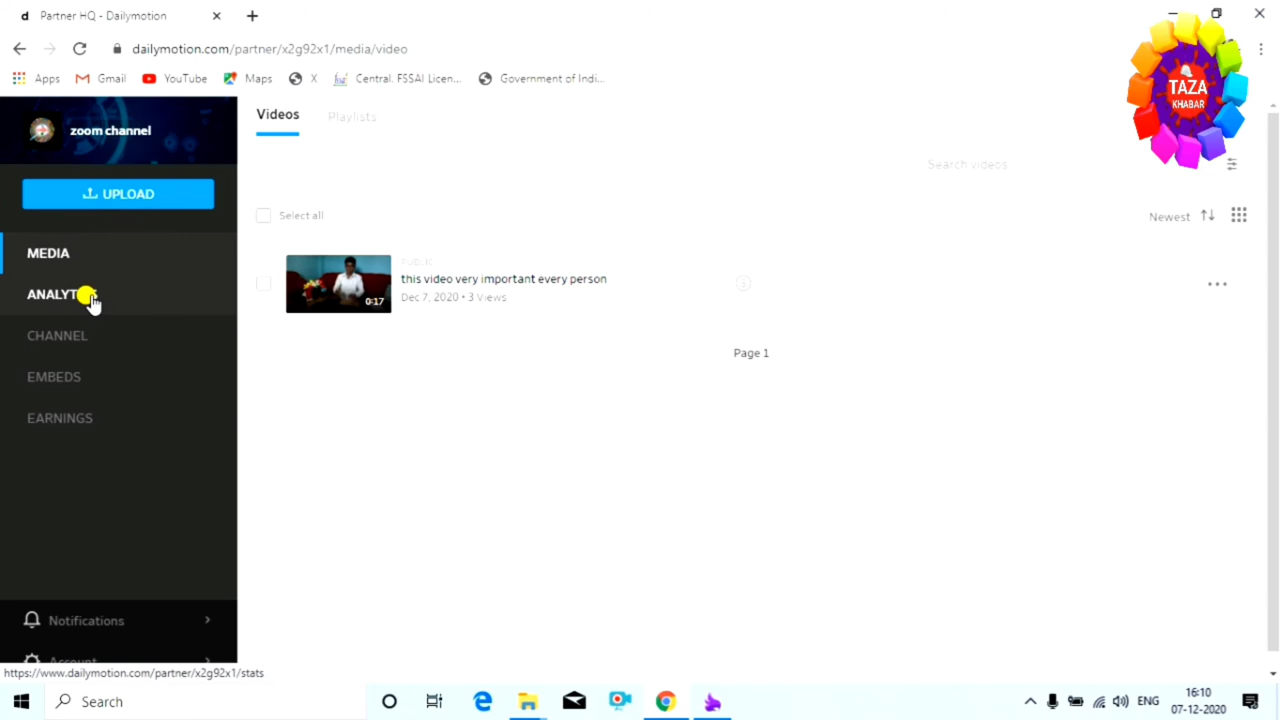 d Partner HQ - Dailymotion
dailymotion.com/partner/x2g92x1/media/video
Apps Gmail YouTube Maps X Central. FSSAI Licen... Government of Indi...
TAZA
KHABAR
zoom channel
Videos Playlists
Search videos
UPLOAD
Select all
Newest
MEDIA
PUBLIC
this video very important every person
Dec 7, 2020 • 3 Views
0:17
CHANNEL
Page 1
EMBEDS
EARNINGS
Notifications
Account
https://www.dailymotion.com/partner/x2g92x1/stats
Search
ENG
16:10
07-12-2020